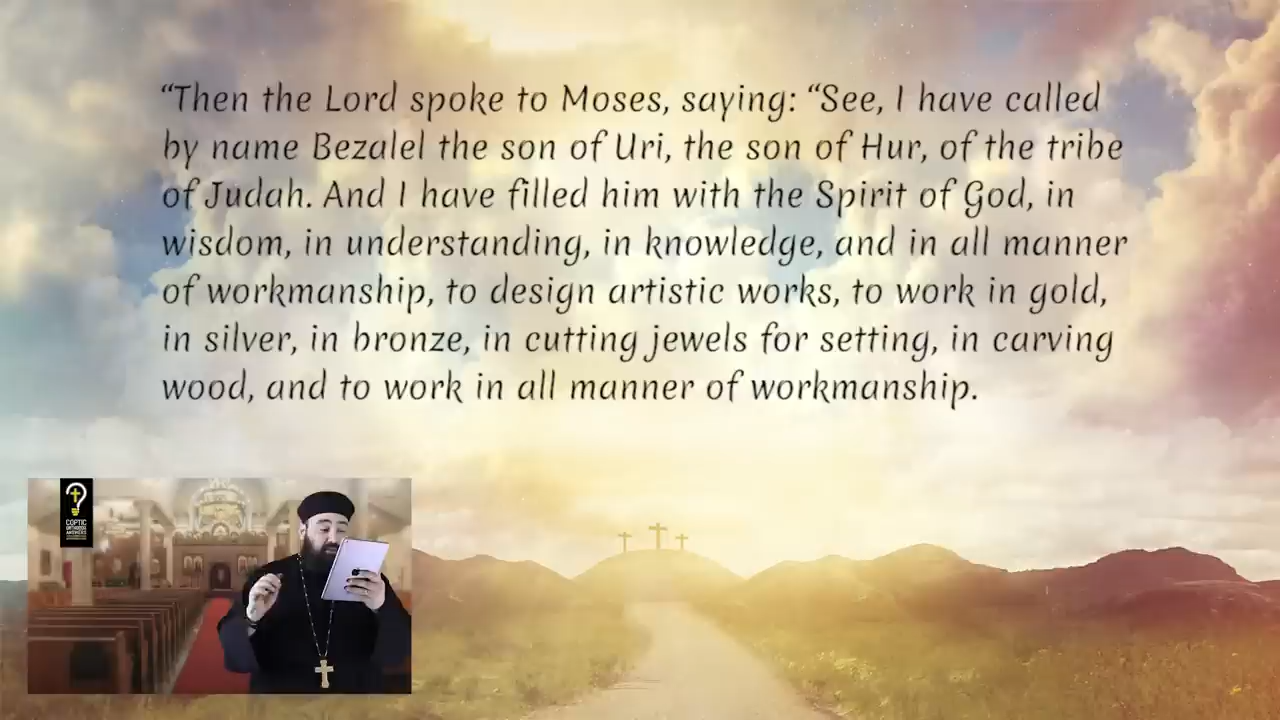 “Then the Lord spoke to Moses, saying: “See, I have called
by name Bezalel the son of Uri, the son of Hur, of the tribe
of Judah. And I have filled him with the Spirit of God, in
wisdom, in understanding, in knowledge, and in all manner
of workmanship, to design artistic works, to work in gold,
in silver, in bronze, in cutting jewels for setting, in carving
wood, and to work in all manner of workmanship.
COPTIC
ORTHODOX
ANSWERS